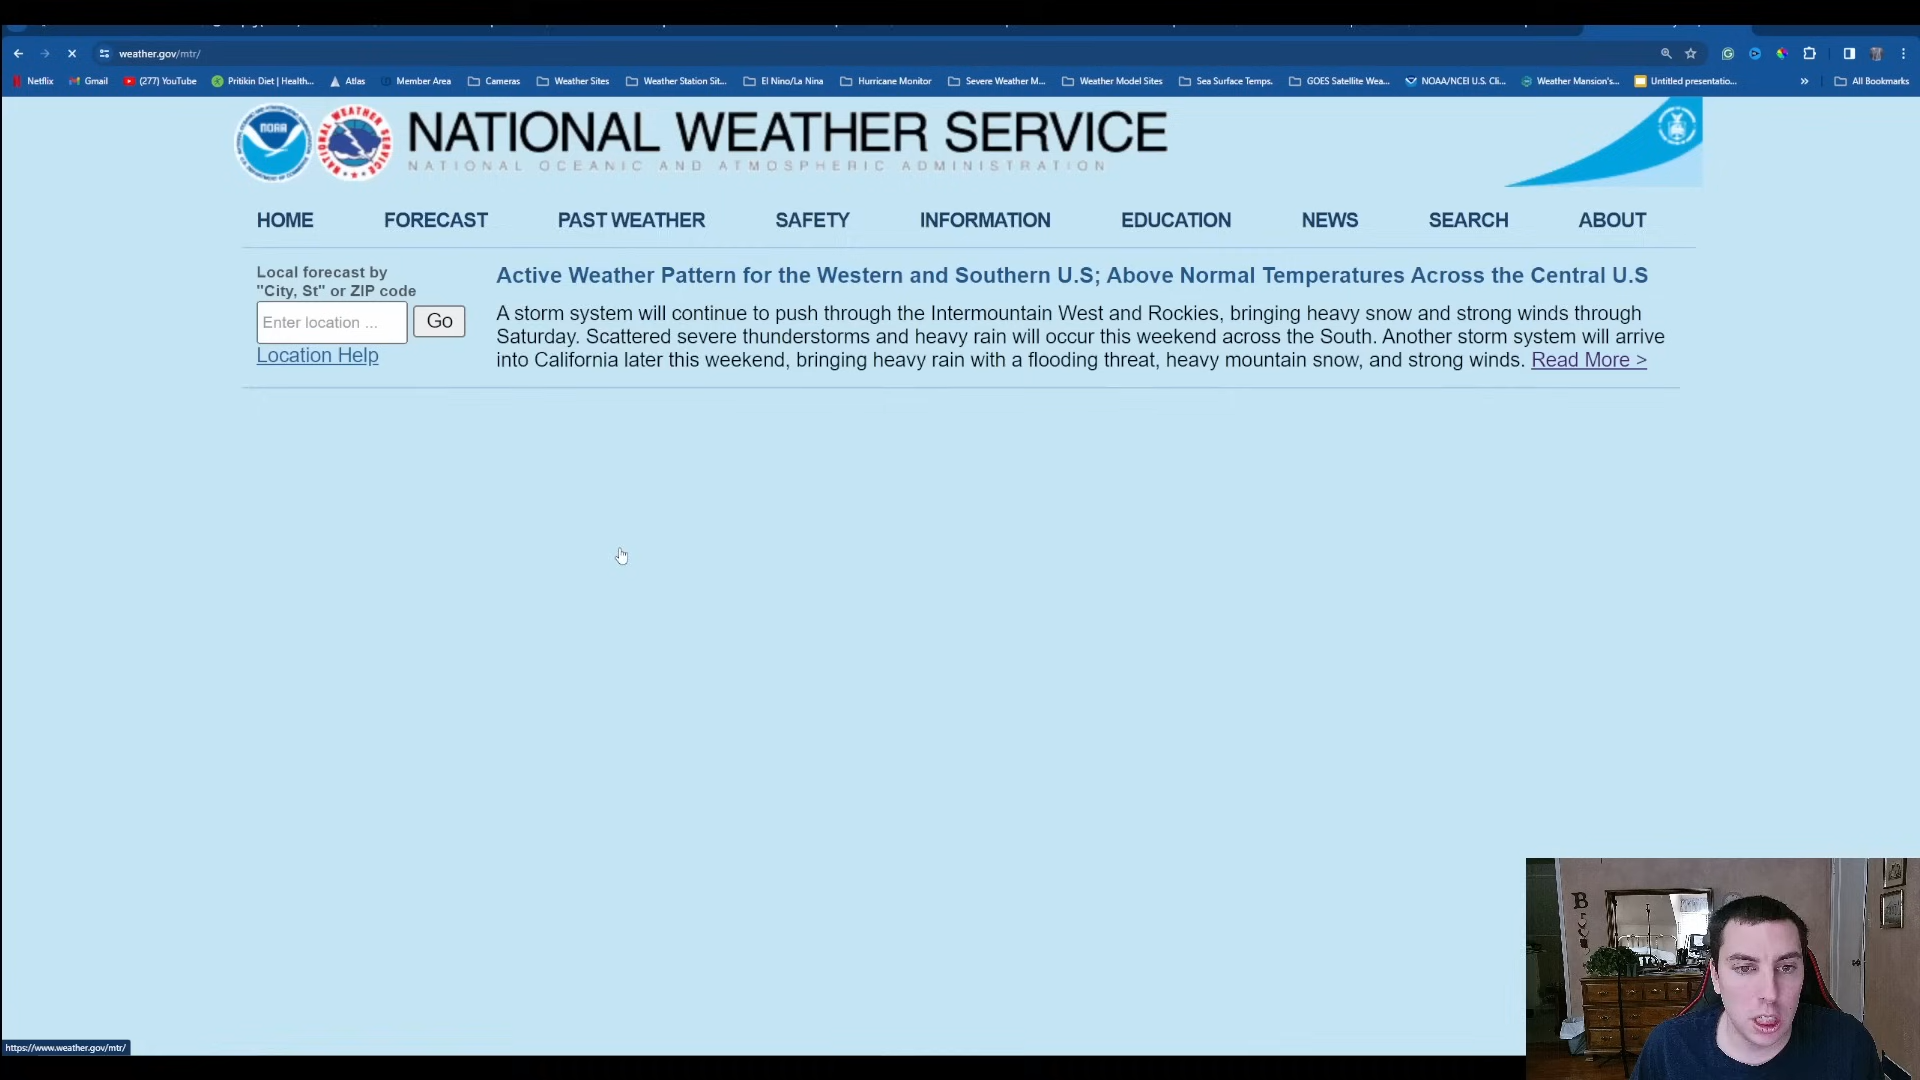 weather.gov/mtr/
Netflix
Gmail
(277) YouTube
Pritikin Diet | Health...
Atlas
Member Area
Cameras
Weather Sites
Weather Station Sit...
El Nino/La Nina
Hurricane Monitor
Severe Weather M...
Weather Model Sites
Sea Surface Temps.
GOES Satellite Wea...
NOAA/NCEI U.S. Cli...
Weather Mansion's...
Untitled presentatio...
»
All Bookmarks
NOAA
NATIONAL WEATHER SERVICE
NATIONAL OCEANIC AND ATMOSPHERIC ADMINISTRATION
HOME
FORECAST
PAST WEATHER
SAFETY
INFORMATION
EDUCATION
NEWS
SEARCH
ABOUT
Local forecast by
"City, St" or ZIP code
Enter location ...
Go
Location Help
Active Weather Pattern for the Western and Southern U.S; Above Normal Temperatures Across the Central U.S
A storm system will continue to push through the Intermountain West and Rockies, bringing heavy snow and strong winds through
Saturday. Scattered severe thunderstorms and heavy rain will occur this weekend across the South. Another storm system will arrive
into California later this weekend, bringing heavy rain with a flooding threat, heavy mountain snow, and strong winds. Read More >
https://www.weather.gov/mtr/